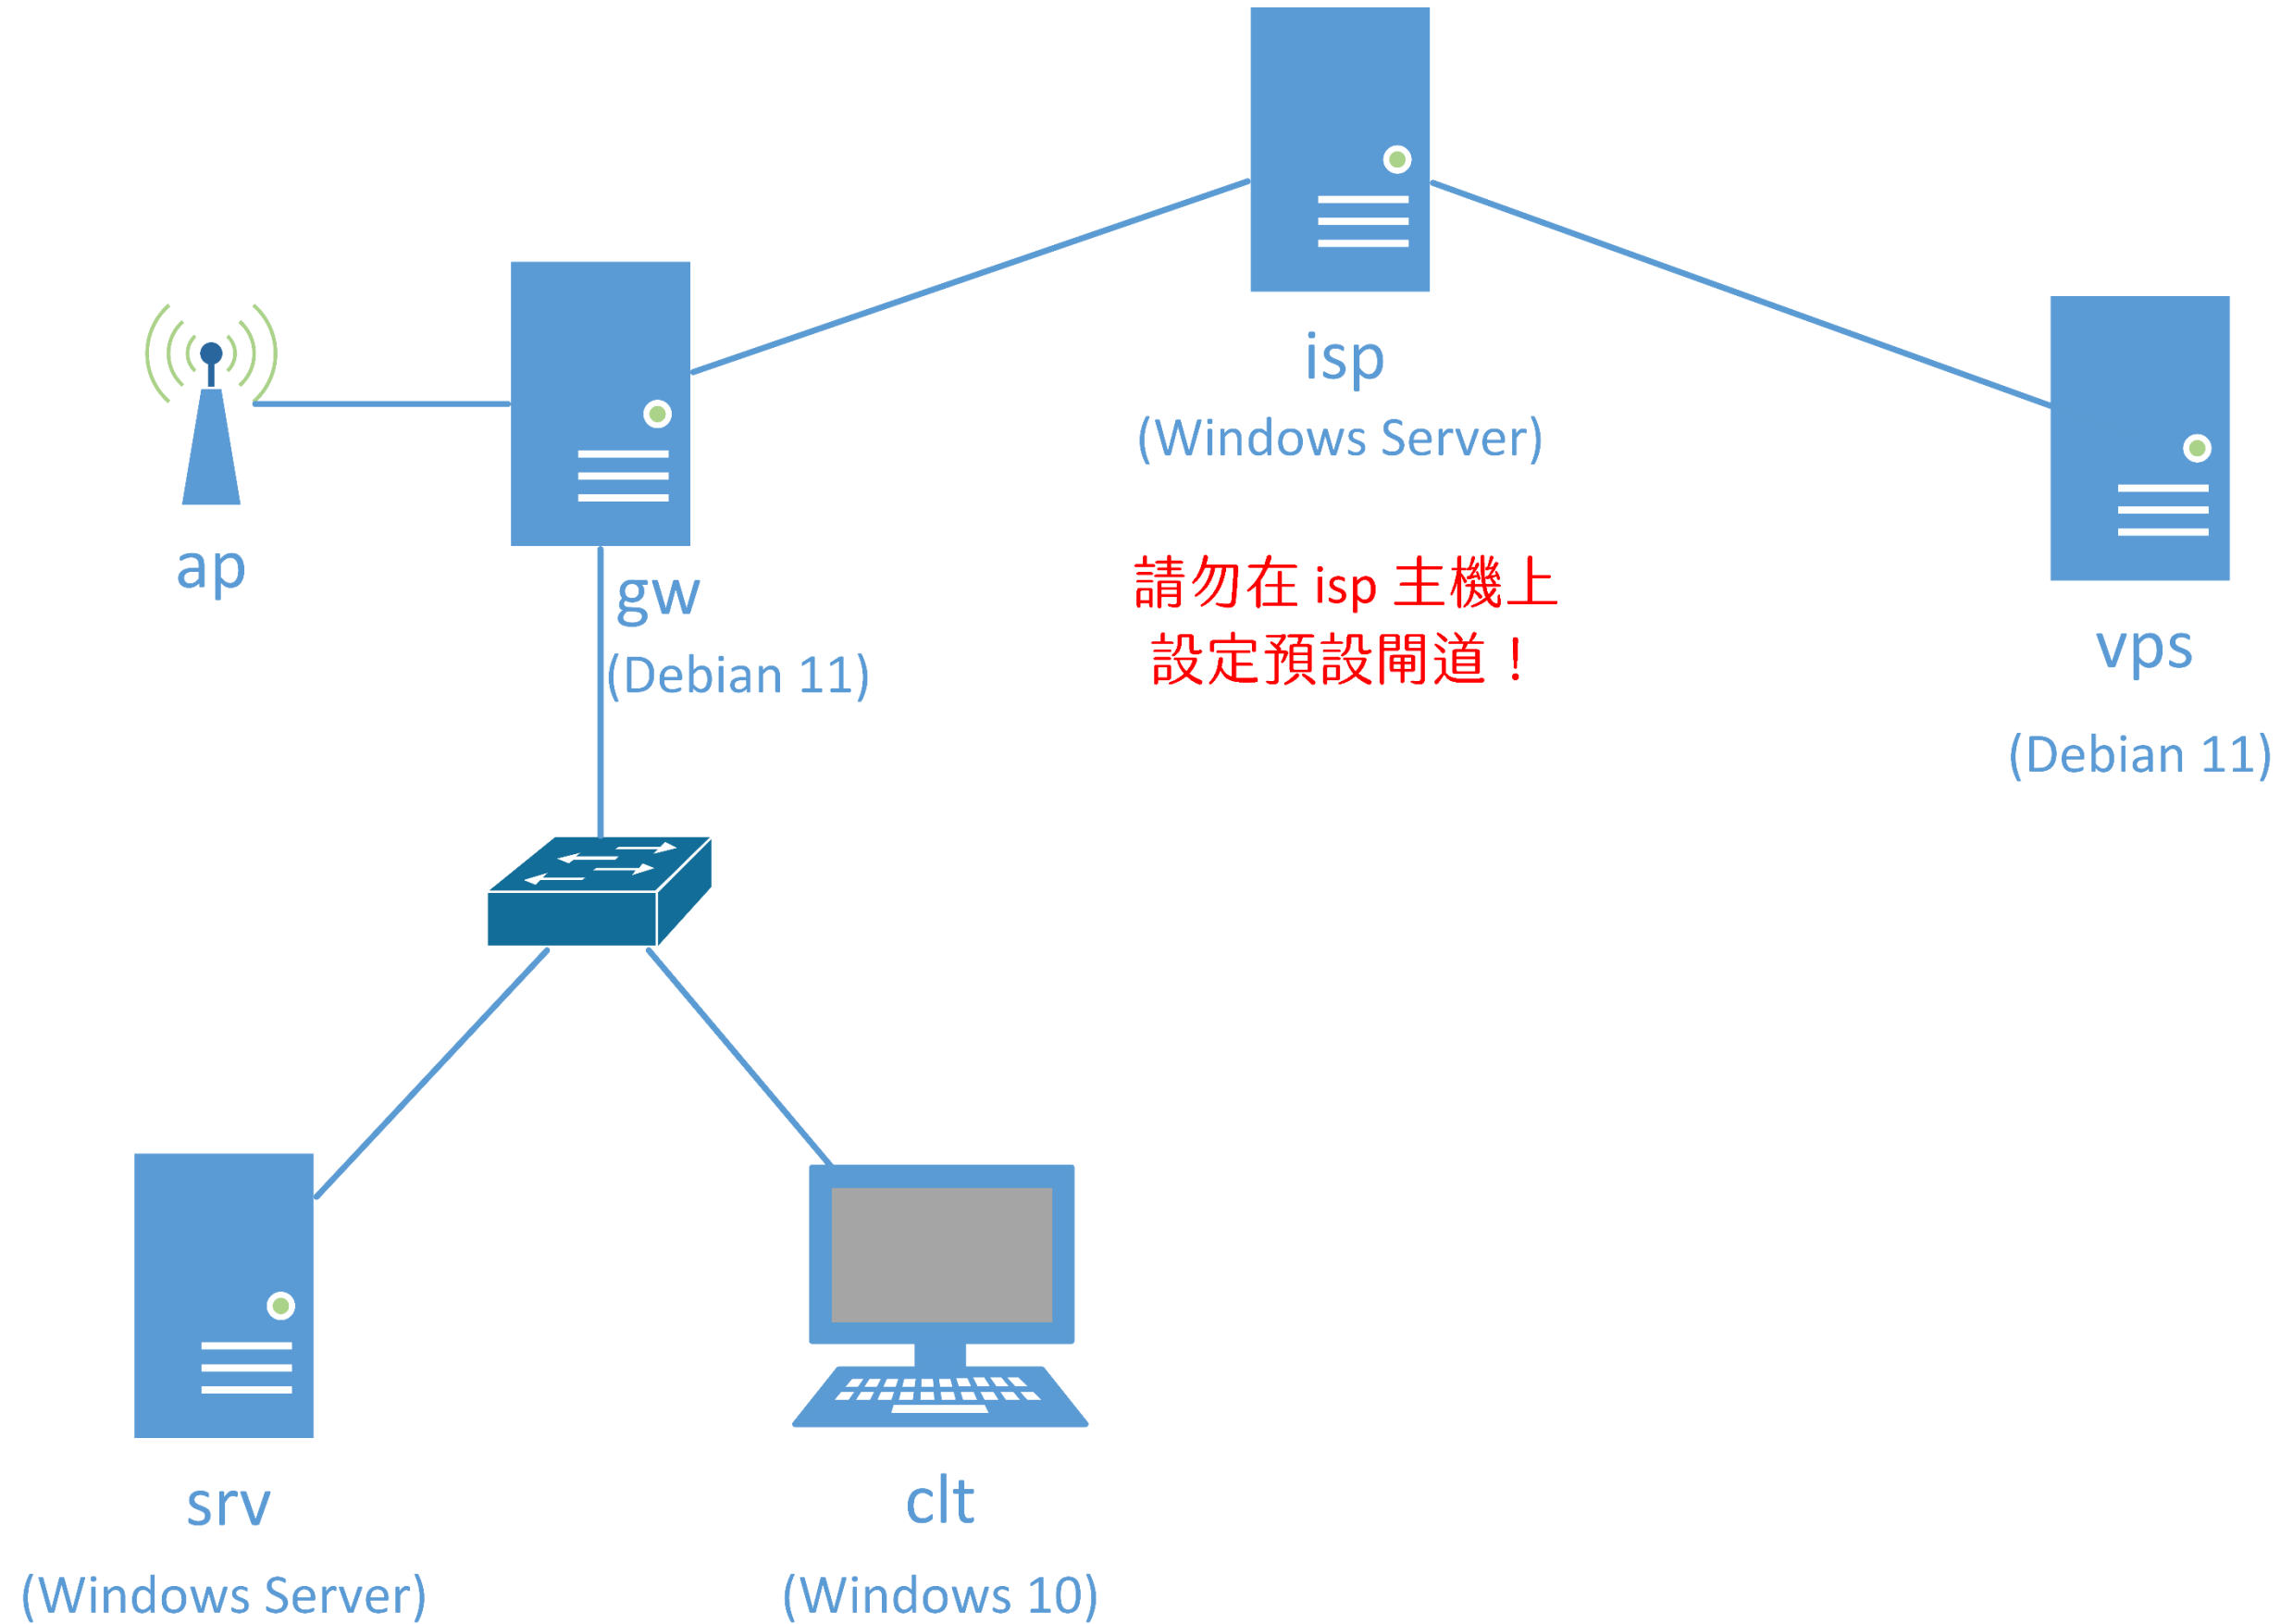 isp
(Windows Server)
請勿在 isp 主機上
設定預設閘道！
ap
gw
(Debian 11)
vps
(Debian 11)
srv
(Windows Server)
clt
(Windows 10)